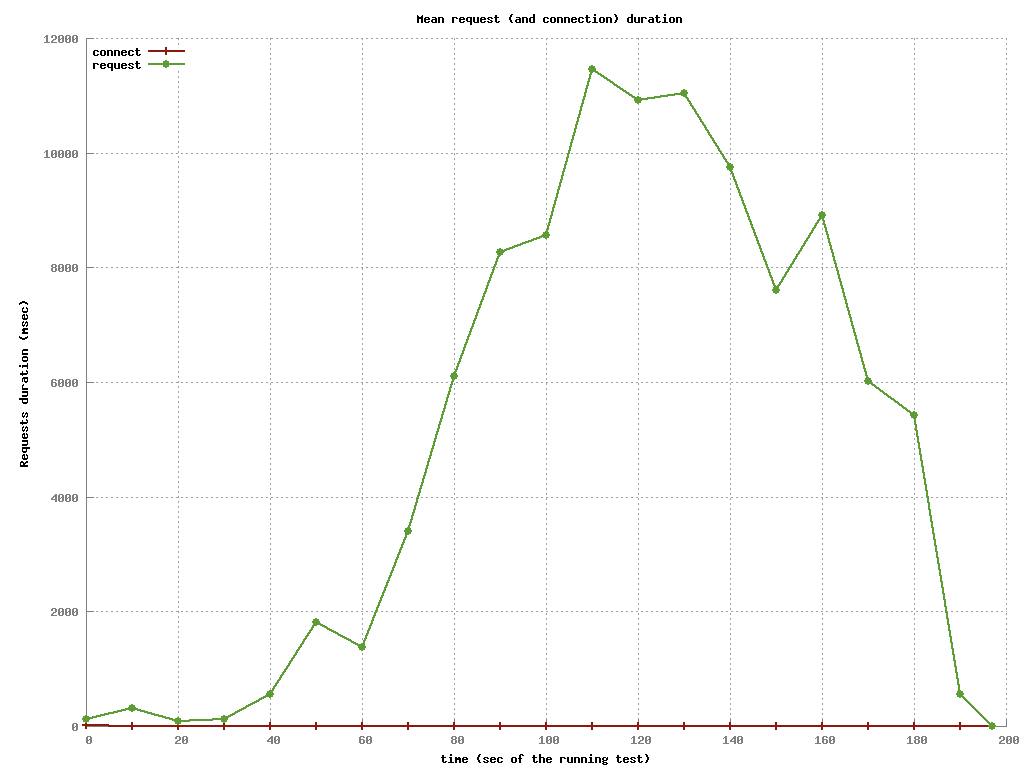 Mean request (and connection) duration
12000
connect
request
10000
8000
6000
4000
2000
0
Requests duration (msec)
0 20 40 60 80 100 120 140 160 180 200
time (sec of the running test)